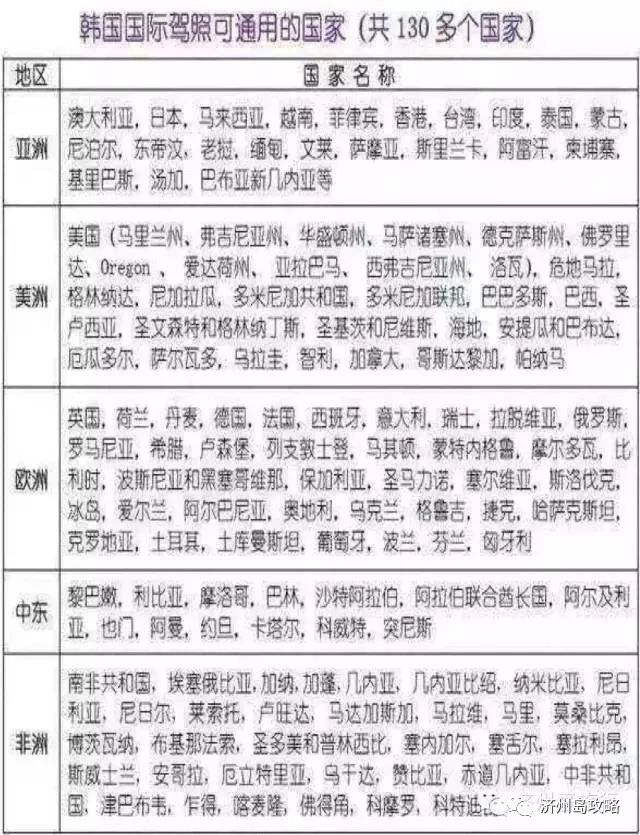 韩国国际驾照可通用的国家（共 130 多个国家）
地区
国 家 名 称
亚洲
澳大利亚，日本，马来西亚，越南，菲律宾，香港，台湾，印度，泰国，蒙古，
尼泊尔，东帝汶，老挝，缅甸，文莱，萨摩亚，斯里兰卡，阿富汗，柬埔寨，
基里巴斯，汤加，巴布亚新几内亚等
美洲
美国（马里兰州、弗吉尼亚州、华盛顿州、马萨诸塞州、德克萨斯州、佛罗里
达、Oregon 、 爱达荷州、 亚拉巴马、 西弗吉尼亚州、 洛瓦），危地马拉，
格林纳达，尼加拉瓜，多米尼加共和国，多米尼加联邦，巴巴多斯，巴西，圣
卢西亚，圣文森特和格林纳丁斯，圣基茨和尼维斯，海地，安提瓜和巴布达，
厄瓜多尔，萨尔瓦多，乌拉圭，智利，加拿大，哥斯达黎加，帕纳马
欧洲
英国，荷兰，丹麦，德国，法国，西班牙，意大利，瑞士，拉脱维亚，俄罗斯，
罗马尼亚，希腊，卢森堡，列支敦士登，马其顿，蒙特内格鲁，摩尔多瓦，比
利时，波斯尼亚和黑塞哥维那，保加利亚，圣马力诺，塞尔维亚，斯洛伐克，
冰岛，爱尔兰，阿尔巴尼亚，奥地利，乌克兰，格鲁吉，捷克，哈萨克斯坦，
克罗地亚，土耳其，土库曼斯坦，葡萄牙，波兰，芬兰，匈牙利
中东
黎巴嫩，利比亚，摩洛哥，巴林，沙特阿拉伯，阿拉伯联合酋长国，阿尔及利
亚，也门，阿曼，约旦，卡塔尔，科威特，突尼斯
非洲
南非共和国，埃塞俄比亚，加纳，加蓬，几内亚，几内亚比绍，纳米比亚，尼日
利亚，尼日尔，莱索托，卢旺达，马达加斯加，马拉维，马里，莫桑比克，
博茨瓦纳，布基那法索，圣多美和普林西比，塞内加尔，塞舌尔，塞拉利昂，
斯威士兰，安哥拉，厄立特里亚，乌干达，赞比亚，赤道几内亚，中非共和
国，津巴布韦，乍得，喀麦隆，佛得角，科摩罗，科特迪
济州岛攻略